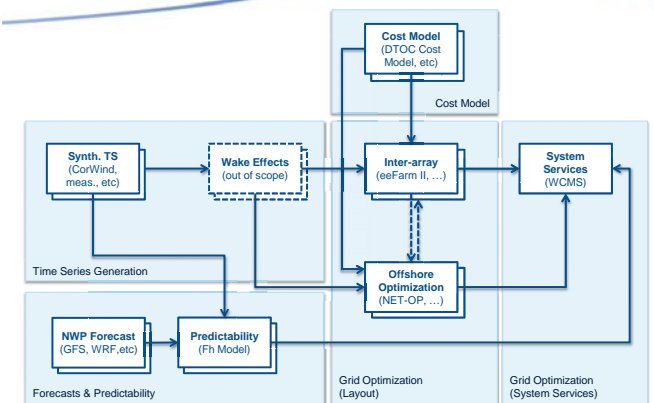 Cost Model
(DTOC Cost
Model, etc)
Cost Model
Synth. TS
(CorWind,
meas., etc)
Wake Effects
(out of scope)
Inter-array
(eeFarm II, ...)
System
Services
(WCMS)
Time Series Generation
Offshore
Optimization
(NET-OP, ...)
NWP Forecast
(GFS, WRF,etc)
Predictability
(Fh Model)
Forecasts & Predictability
Grid Optimization
(Layout)
Grid Optimization
(System Services)